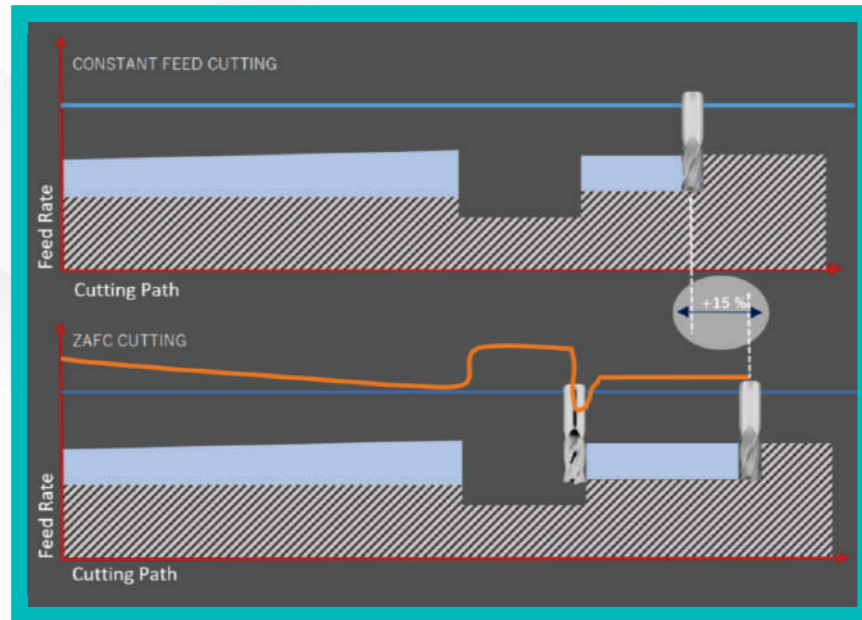 CONSTANT FEED CUTTING
Feed Rate
Cutting Path
+15 %
ZAFC CUTTING
Feed Rate
Cutting Path